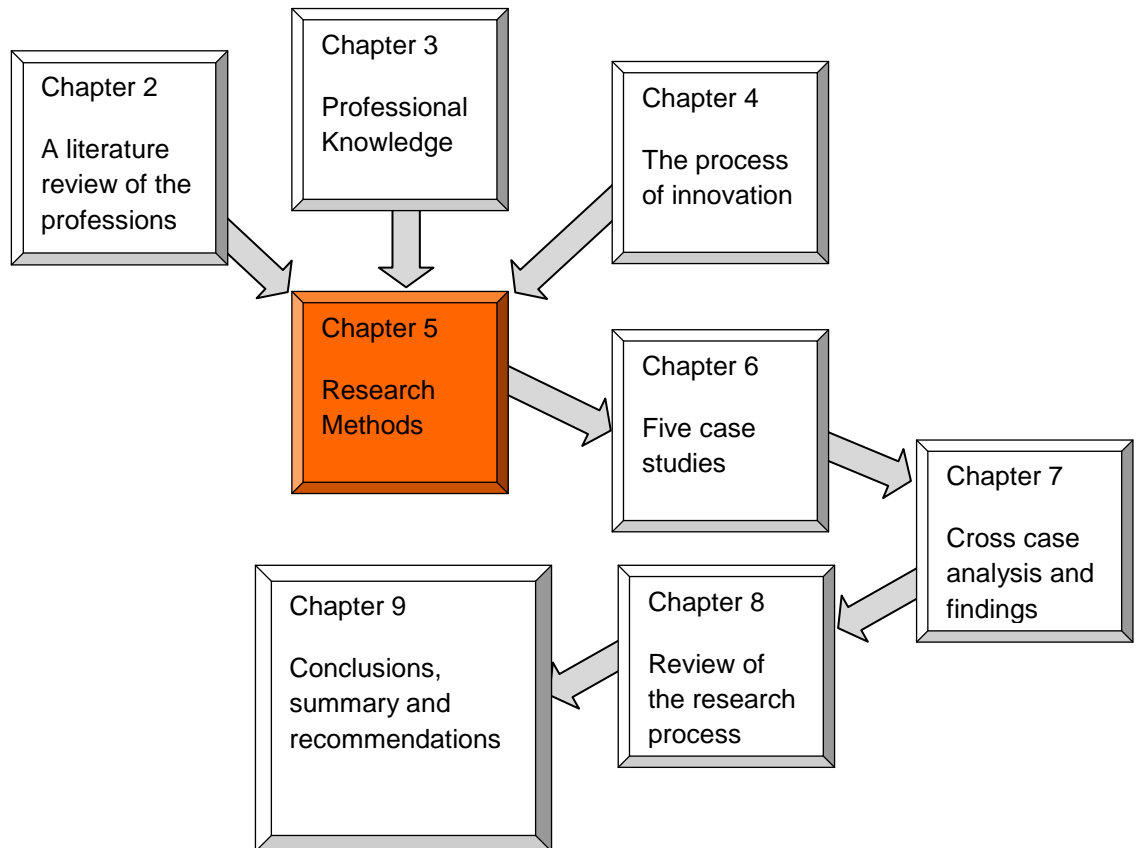 Chapter 2
A literature
review of the
professions
Chapter 3
Professional
Knowledge
Chapter 4
The process
of innovation
Chapter 5
Research
Methods
Chapter 6
Five case
studies
Chapter 7
Cross case
analysis and
findings
Chapter 8
Review of
the research
process
Chapter 9
Conclusions,
summary and
recommendations